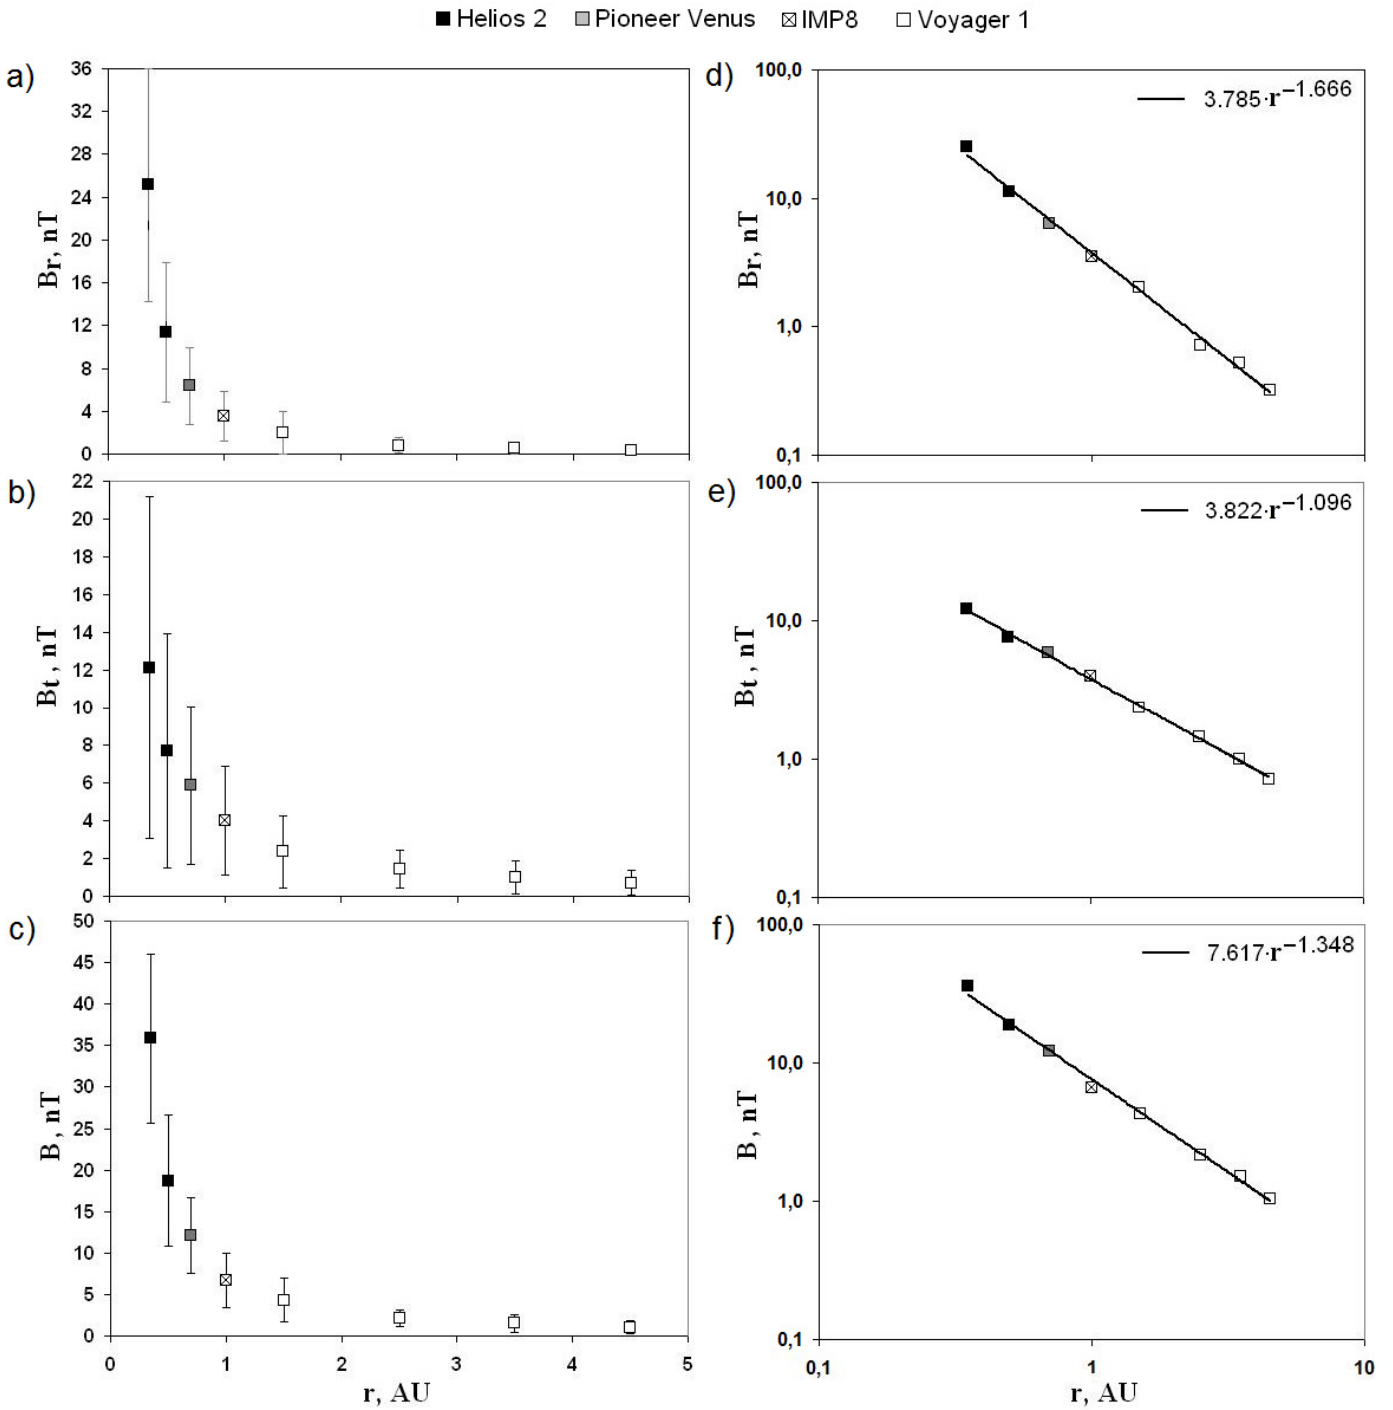 Helios 2 Pioneer Venus IMP8 Voyager 1
a)
36
32
28
24
20
16
12
8
4
0
Br, nT
d)
100,0
10,0
1,0
0,1
Br, nT
3.785·r−1.666
b)
22
20
18
16
14
12
10
8
6
4
2
0
Bt, nT
e)
100,0
10,0
1,0
0,1
Bt, nT
3.822·r−1.096
c)
50
45
40
35
30
25
20
15
10
5
0
B, nT
0 1 2 3 4 5
r, AU
f)
100,0
10,0
1,0
0,1
B, nT
7.617·r−1.348
0,1 1 10
r, AU